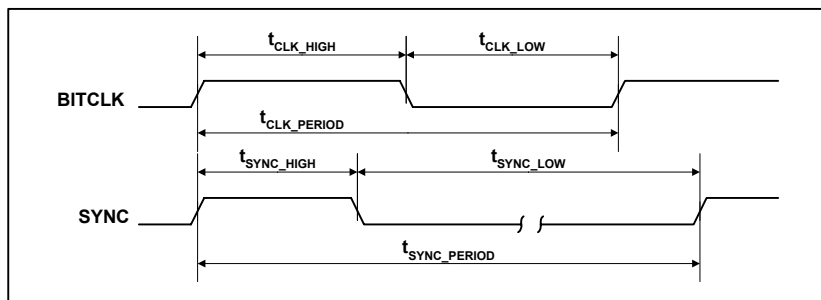 tCLK_HIGH tCLK_LOW
BITCLK
tCLK_PERIOD
tSYNC_HIGH tSYNC_LOW
SYNC
tSYNC_PERIOD